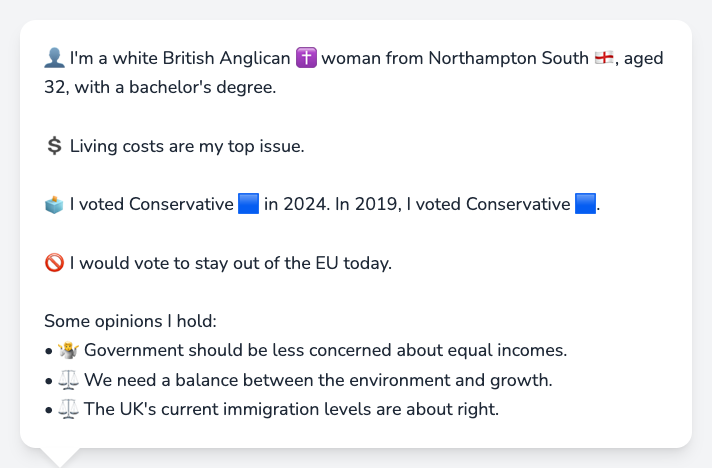 👤 I'm a white British Anglican ✝️ woman from Northampton South 🏴󠁧󠁢󠁥󠁮󠁧󠁿, aged
32, with a bachelor's degree.
💲 Living costs are my top issue.
🗳️ I voted Conservative 🟦 in 2024. In 2019, I voted Conservative 🟦.
🚫 I would vote to stay out of the EU today.
Some opinions I hold:
• 🤷 Government should be less concerned about equal incomes.
• ⚖️ We need a balance between the environment and growth.
• ⚖️ The UK's current immigration levels are about right.